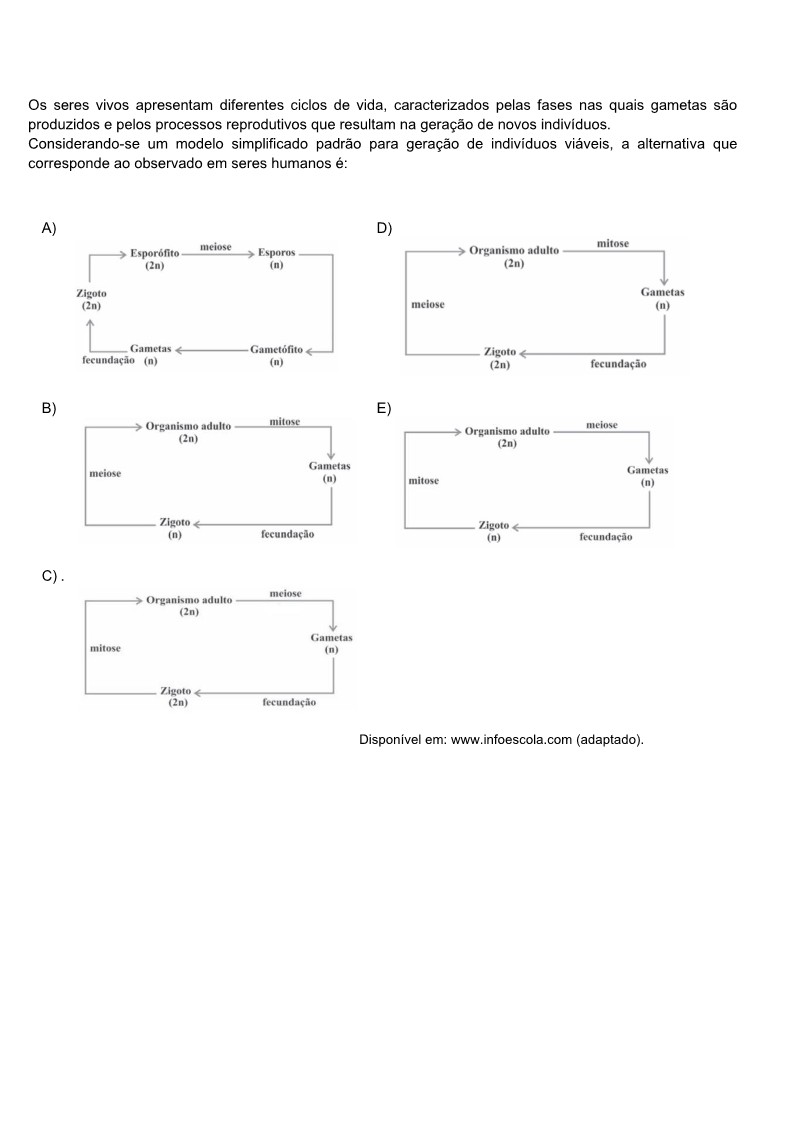 Os seres vivos apresentam diferentes ciclos de vida, caracterizados pelas fases nas quais gametas são
produzidos e pelos processos reprodutivos que resultam na geração de novos indivíduos.
Considerando-se um modelo simplificado padrão para geração de indivíduos viáveis, a alternativa que
corresponde ao observado em seres humanos é:
A)
Esporófito meiose Esporos
(2n) (n)
Zigoto
(2n)
Gametas Gametófito
fecundação (n) (n)
B)
Organismo adulto mitose
(2n)
Gametas
(n)
meiose
Zigoto
(n) fecundação
C) .
Organismo adulto meiose
(2n)
Gametas
(n)
mitose
Zigoto
(2n) fecundação
D)
Organismo adulto mitose
(2n)
Gametas
(n)
meiose
Zigoto
(2n) fecundação
E)
Organismo adulto meiose
(2n)
Gametas
(n)
mitose
Zigoto
(n) fecundação
Disponível em: www.infoescola.com (adaptado).